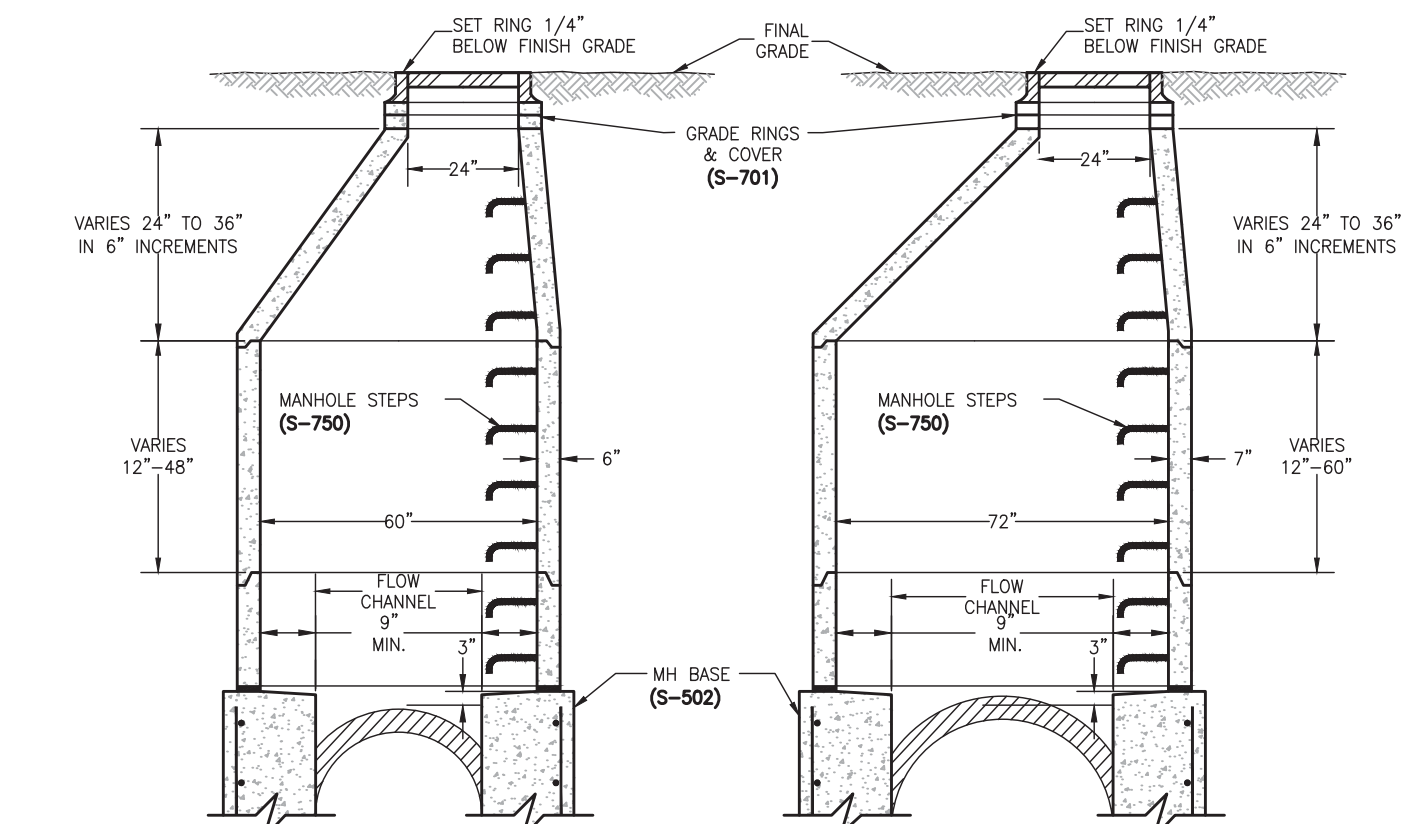 SET RING 1/4”
BELOW FINISH GRADE
FINAL
GRADE
SET RING 1/4”
BELOW FINISH GRADE
GRADE RINGS
& COVER
(S-701)
24”
24”
VARIES 24” TO 36”
IN 6” INCREMENTS
VARIES 24” TO 36”
IN 6” INCREMENTS
MANHOLE STEPS
(S-750)
MANHOLE STEPS
(S-750)
VARIES
12”-48”
6”
7”
VARIES
12”-60”
60”
72”
FLOW
CHANNEL
9”
MIN.
3”
FLOW
CHANNEL
9”
MIN.
3”
MH BASE
(S-502)